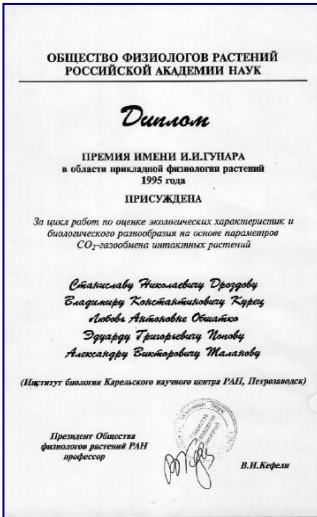 ОБЩЕСТВО ФИЗИОЛОГОВ РАСТЕНИЙ
РОССИЙСКОЙ АКАДЕМИИ НАУК
Диплом
ПРЕМИЯ ИМЕНИ И.И.ГУНАРА
в области прикладной физиологии растений
1995 года
ПРИСУЖДЕНА
За цикл работ по оценке экологических характеристик и
биологического разнообразия на основе параметров
CO₂-газообмена интактных растений
Станиславу Николаевичу Дроздову
Владимиру Константиновичу Курец
Любовь Антоновне Обшатко
Эдуарду Григорьевичу Попову
Александру Викторовичу Таланову
(Институт биологии Карельского научного центра РАН, Петрозаводск)
Президент Общества
физиологов растений РАН
профессор
В.И.Кефели